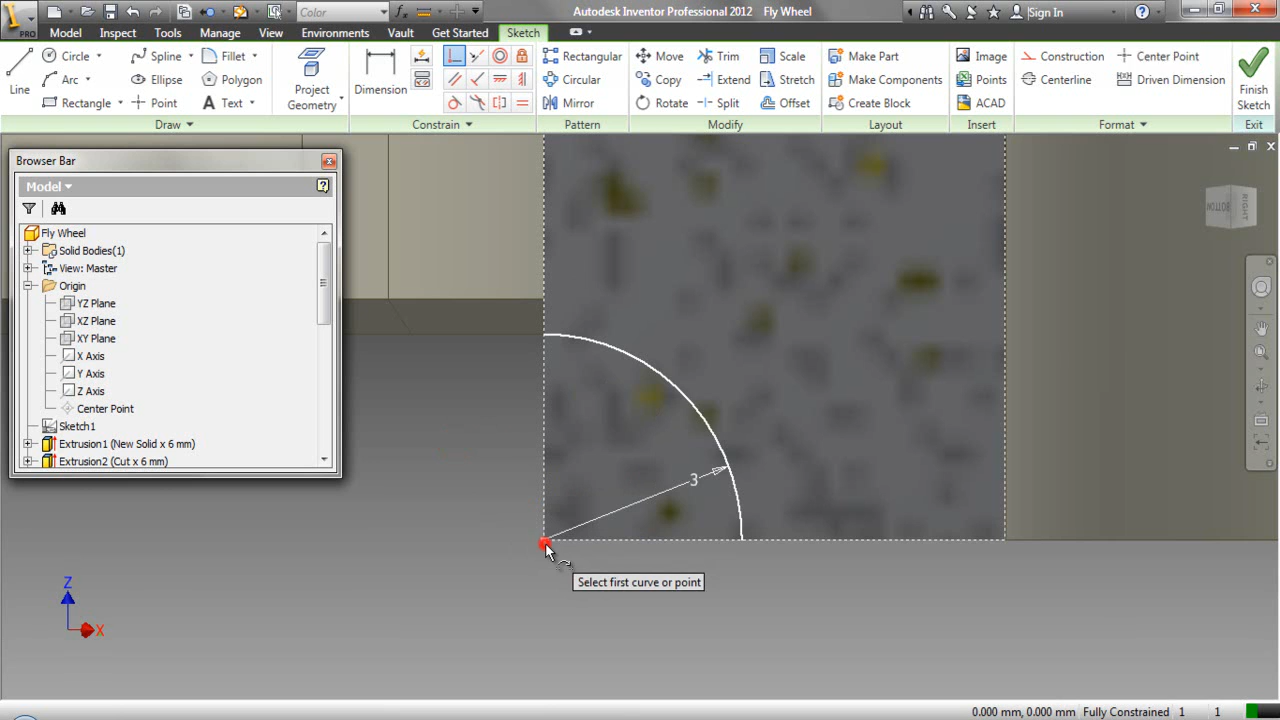 Color
Autodesk Inventor Professional 2012 Fly Wheel
Sign In
PRO
Model Inspect Tools Manage View Environments Vault Get Started Sketch
Line
Circle
Arc
Rectangle
Spline
Ellipse
Point
Fillet
Polygon
Text
Project
Geometry
Dimension
Rectangular
Circular
Mirror
Move
Copy
Rotate
Trim
Extend
Split
Scale
Stretch
Offset
Make Part
Make Components
Create Block
Image
Points
ACAD
Construction
Centerline
Center Point
Driven Dimension
Finish
Sketch
Draw Constrain Pattern Modify Layout Insert Format Exit
Browser Bar
Model
Fly Wheel
Solid Bodies(1)
View: Master
Origin
YZ Plane
XZ Plane
XY Plane
X Axis
Y Axis
Z Axis
Center Point
Sketch1
Extrusion1 (New Solid x 6 mm)
Extrusion2 (Cut x 6 mm)
BOTTOM
RIGHT
3
Select first curve or point
Z
X
0.000 mm, 0.000 mm Fully Constrained 1 1